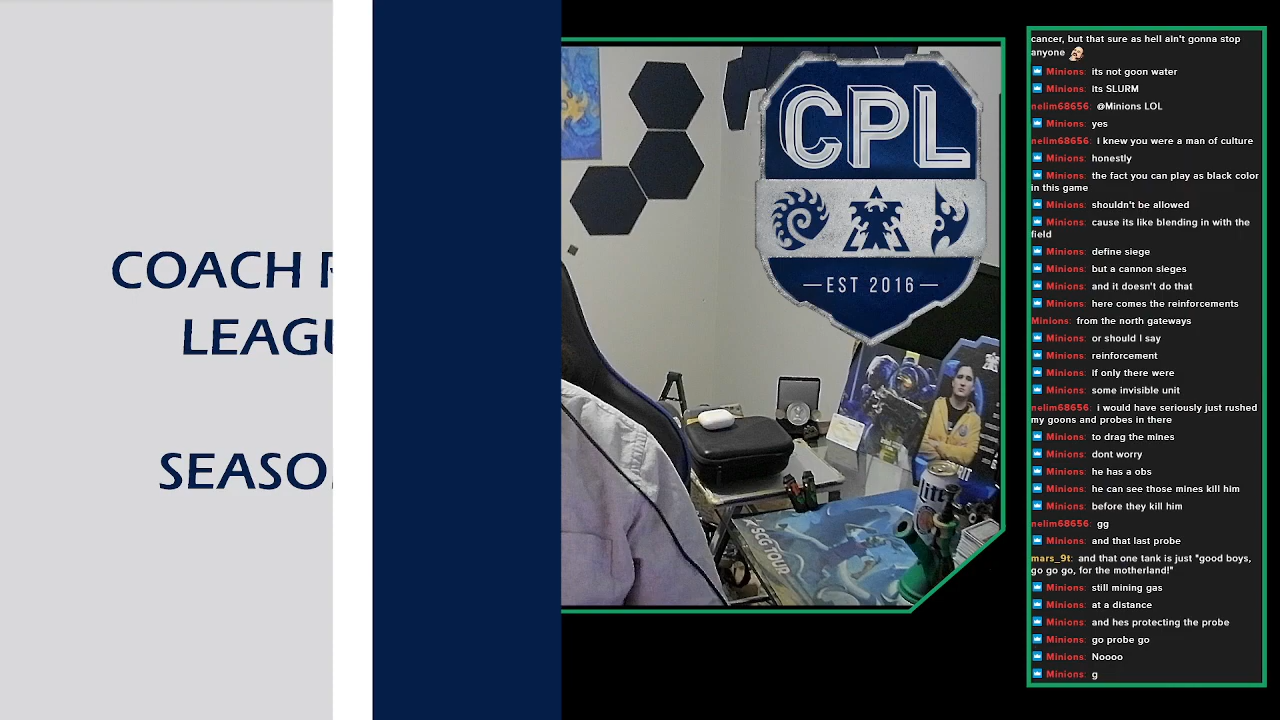 COACH
LEAGU
SEASO
CPL
EST 2016
Lite
SCG TOUR
cancer, but that sure as hell ain't gonna stop
anyone
Minions: its not goon water
Minions: its SLURM
nelim68656: @Minions LOL
Minions: yes
nelim68656: I knew you were a man of culture
Minions: honestly
Minions: the fact you can play as black color
in this game
Minions: shouldn't be allowed
Minions: cause its like blending in with the
field
Minions: define siege
Minions: but a cannon sieges
Minions: and it doesn't do that
Minions: here comes the reinforcements
Minions: from the north gateways
Minions: or should I say
Minions: reinforcement
Minions: if only there were
Minions: some invisible unit
nelim68656: i would have seriously just rushed
my goons and probes in there
Minions: to drag the mines
Minions: dont worry
Minions: he has a obs
Minions: he can see those mines kill him
Minions: before they kill him
nelim68656: gg
Minions: and that last probe
mars_9t: and that one tank is just "good boys,
go go go, for the motherland!"
Minions: still mining gas
Minions: at a distance
Minions: and hes protecting the probe
Minions: go probe go
Minions: Noooo
Minions: g